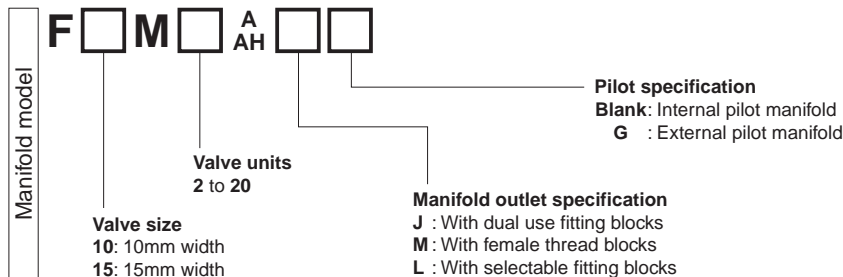 Manifold model
F M A
AH
Pilot specification
Blank: Internal pilot manifold
G : External pilot manifold
Valve units
2 to 20
Manifold outlet specification
J : With dual use fitting blocks
M : With female thread blocks
L : With selectable fitting blocks
Valve size
10: 10mm width
15: 15mm width